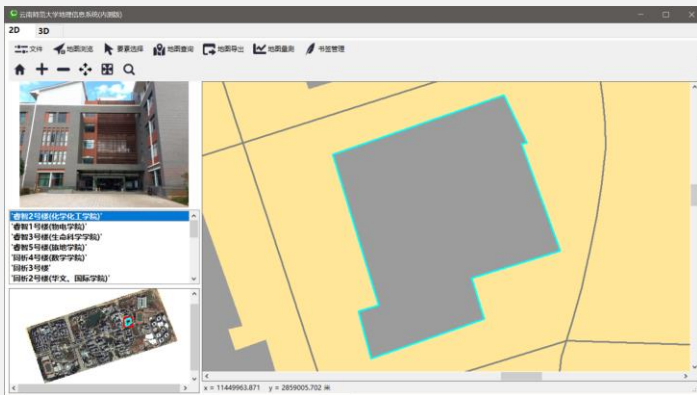 云南师范大学地理信息系统(内测版)
2D 3D
文件 地图浏览 要素选择 地图查询 地图导出 地图量测 书签管理
'睿智2号楼(化学化工学院)'
'睿智1号楼(物电学院)'
'睿智3号楼(生命科学学院)'
'睿智5号楼(旅地学院)'
'同析4号楼(数学学院)'
'同析3号楼'
'同析2号楼(华文、国际学院)'
x = 11449963.871 y = 2859005.702 米